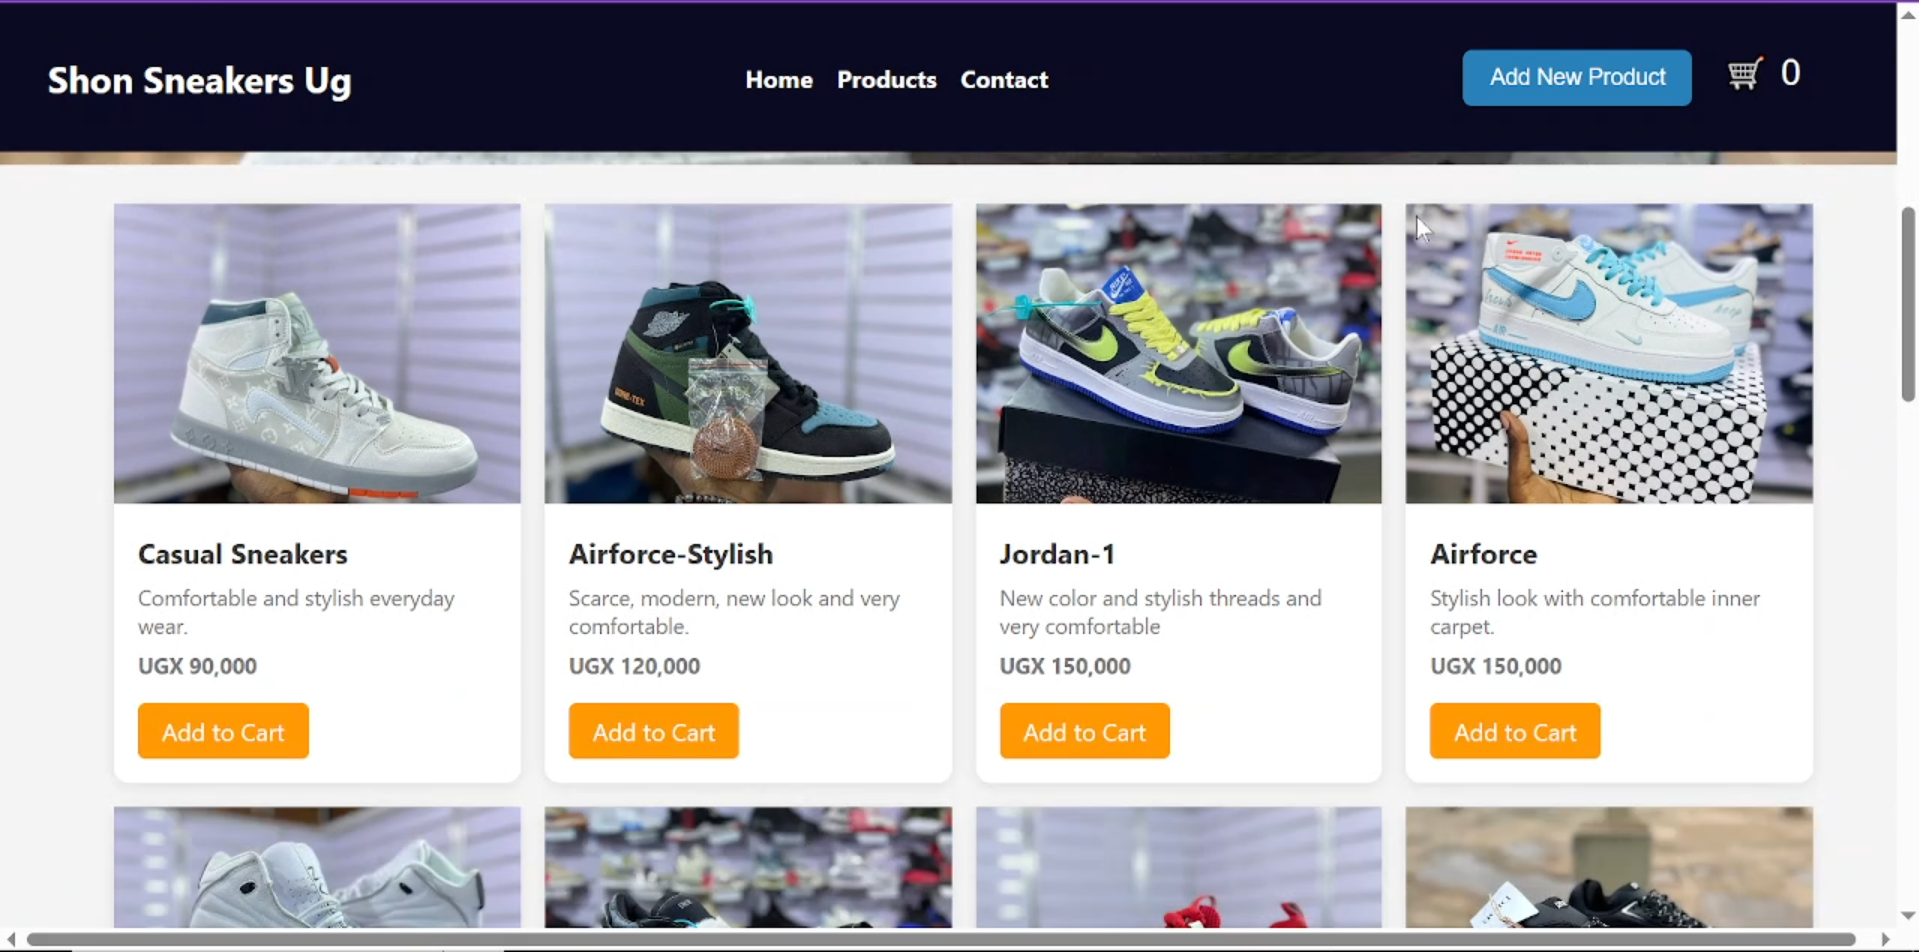 Shon Sneakers Ug
Home Products Contact
Add New Product
0
GORE-TEX
AIR
Casual Sneakers
Comfortable and stylish everyday
wear.
UGX 90,000
Add to Cart
Airforce-Stylish
Scarce, modern, new look and very
comfortable.
UGX 120,000
Add to Cart
Jordan-1
New color and stylish threads and
very comfortable
UGX 150,000
Add to Cart
Airforce
Stylish look with comfortable inner
carpet.
UGX 150,000
Add to Cart